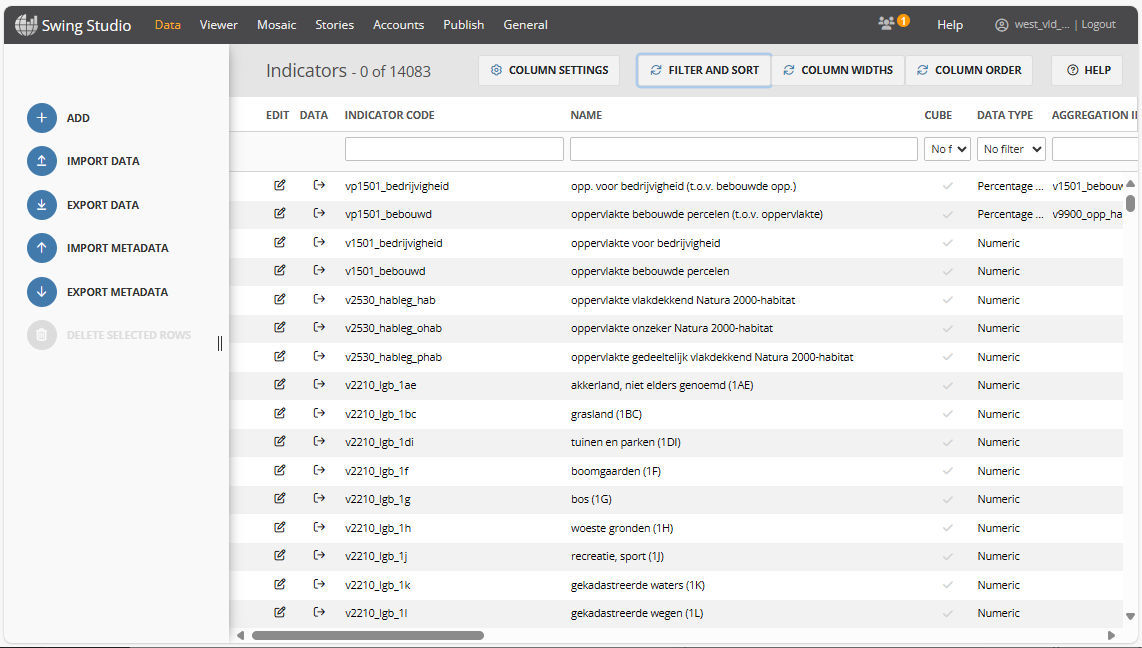 Swing Studio Data Viewer Mosaic Stories Accounts Publish General 1 Help west_vld_... | Logout
Indicators - 0 of 14083 COLUMN SETTINGS FILTER AND SORT COLUMN WIDTHS COLUMN ORDER HELP
ADD
IMPORT DATA
EXPORT DATA
IMPORT METADATA
EXPORT METADATA
DELETE SELECTED ROWS
EDIT DATA INDICATOR CODE NAME CUBE DATA TYPE AGGREGATION I
No f No filter
vp1501_bedrijvigheid opp. voor bedrijvigheid (t.o.v. bebouwde opp.) Percentage ... v1501_bebouw
vp1501_bebouwd oppervlakte bebouwde percelen (t.o.v. oppervlakte) Percentage ... v9900_opp_ha
v1501_bedrijvigheid oppervlakte voor bedrijvigheid Numeric
v1501_bebouwd oppervlakte bebouwde percelen Numeric
v2530_hableg_hab oppervlakte vlakdekkend Natura 2000-habitat Numeric
v2530_hableg_ohab oppervlakte onzeker Natura 2000-habitat Numeric
v2530_hableg_phab oppervlakte gedeeltelijk vlakdekkend Natura 2000-habitat Numeric
v2210_lgb_1ae akkerland, niet elders genoemd (1AE) Numeric
v2210_lgb_1bc grasland (1BC) Numeric
v2210_lgb_1di tuinen en parken (1DI) Numeric
v2210_lgb_1f boomgaarden (1F) Numeric
v2210_lgb_1g bos (1G) Numeric
v2210_lgb_1h woeste gronden (1H) Numeric
v2210_lgb_1j recreatie, sport (1J) Numeric
v2210_lgb_1k gekadastreerde waters (1K) Numeric
v2210_lgb_1l gekadastreerde wegen (1L) Numeric